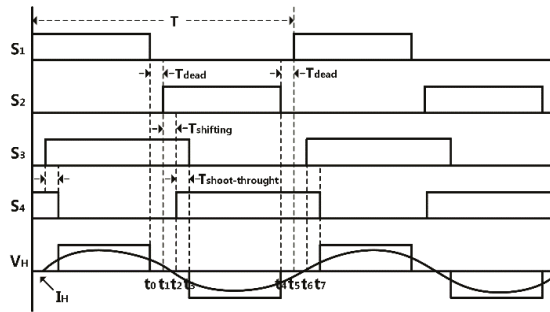 T
S1
Tdead
Tdead
S2
Tshifting
S3
Tshoot-throught
S4
VH
t0 t1 t2 t3 t4 t5 t6 t7
IH